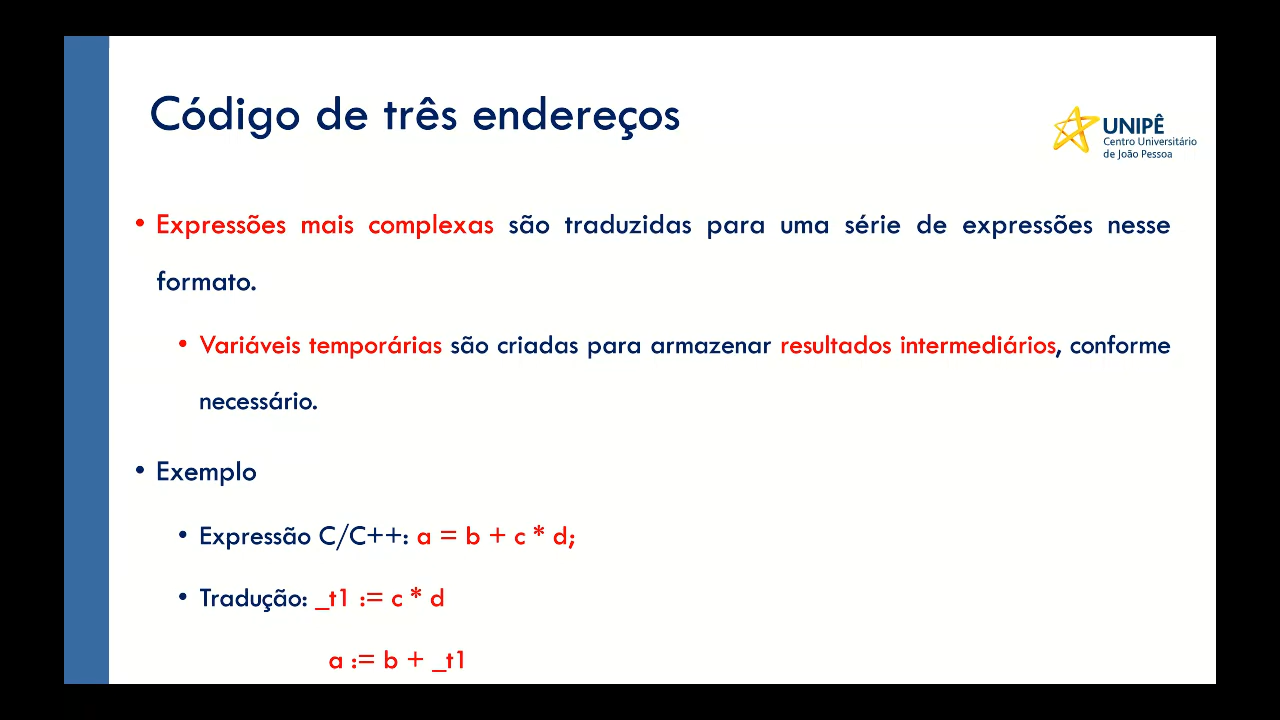 Código de três endereços
UNIPÊ
Centro Universitário
de João Pessoa
• Expressões mais complexas são traduzidas para uma série de expressões nesse
formato.
• Variáveis temporárias são criadas para armazenar resultados intermediários, conforme
necessário.
• Exemplo
• Expressão C/C++: a = b + c * d;
• Tradução: _t1 := c * d
a := b + _t1